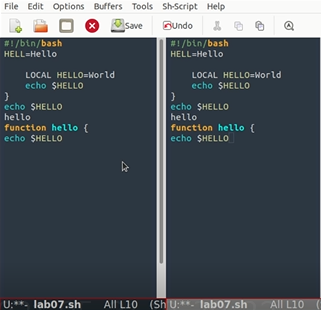 File Edit Options Buffers Tools Sh-Script Help
Save Undo
#!/bin/bash
HELL=Hello
LOCAL HELLO=World
echo $HELLO
}
echo $HELLO
hello
function hello {
echo $HELLO
U:**- lab07.sh All L10 (Sh
#!/bin/bash
HELL=Hello
LOCAL HELLO=World
echo $HELLO
}
echo $HELLO
hello
function hello {
echo $HELLO
U:**- lab07.sh All L10 (S